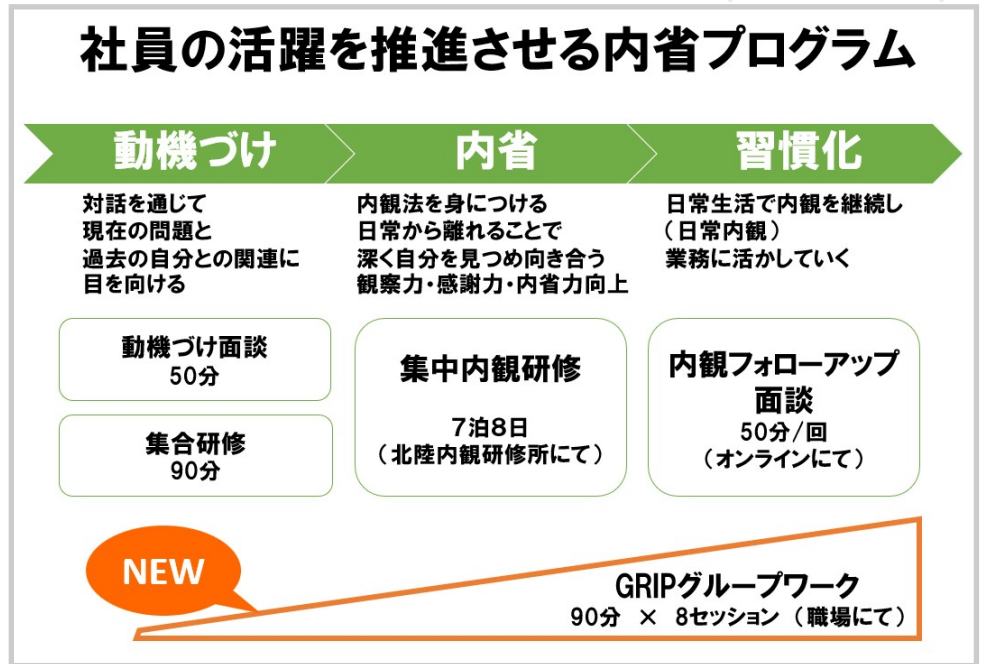 社員の活躍を推進させる内省プログラム
動機づけ
内省
習慣化
対話を通じて
現在の問題と
過去の自分との関連に
目を向ける
内観法を身につける
日常から離れることで
深く自分を見つめ向き合う
観察力・感謝力・内省力向上
日常生活で内観を継続し
（日常内観）
業務に活かしていく
動機づけ面談
50分
集合研修
90分
集中内観研修
7泊8日
（北陸内観研修所にて）
内観フォローアップ
面談
50分/回
（オンラインにて）
NEW
GRIPグループワーク
90分 × 8セッション（職場にて）